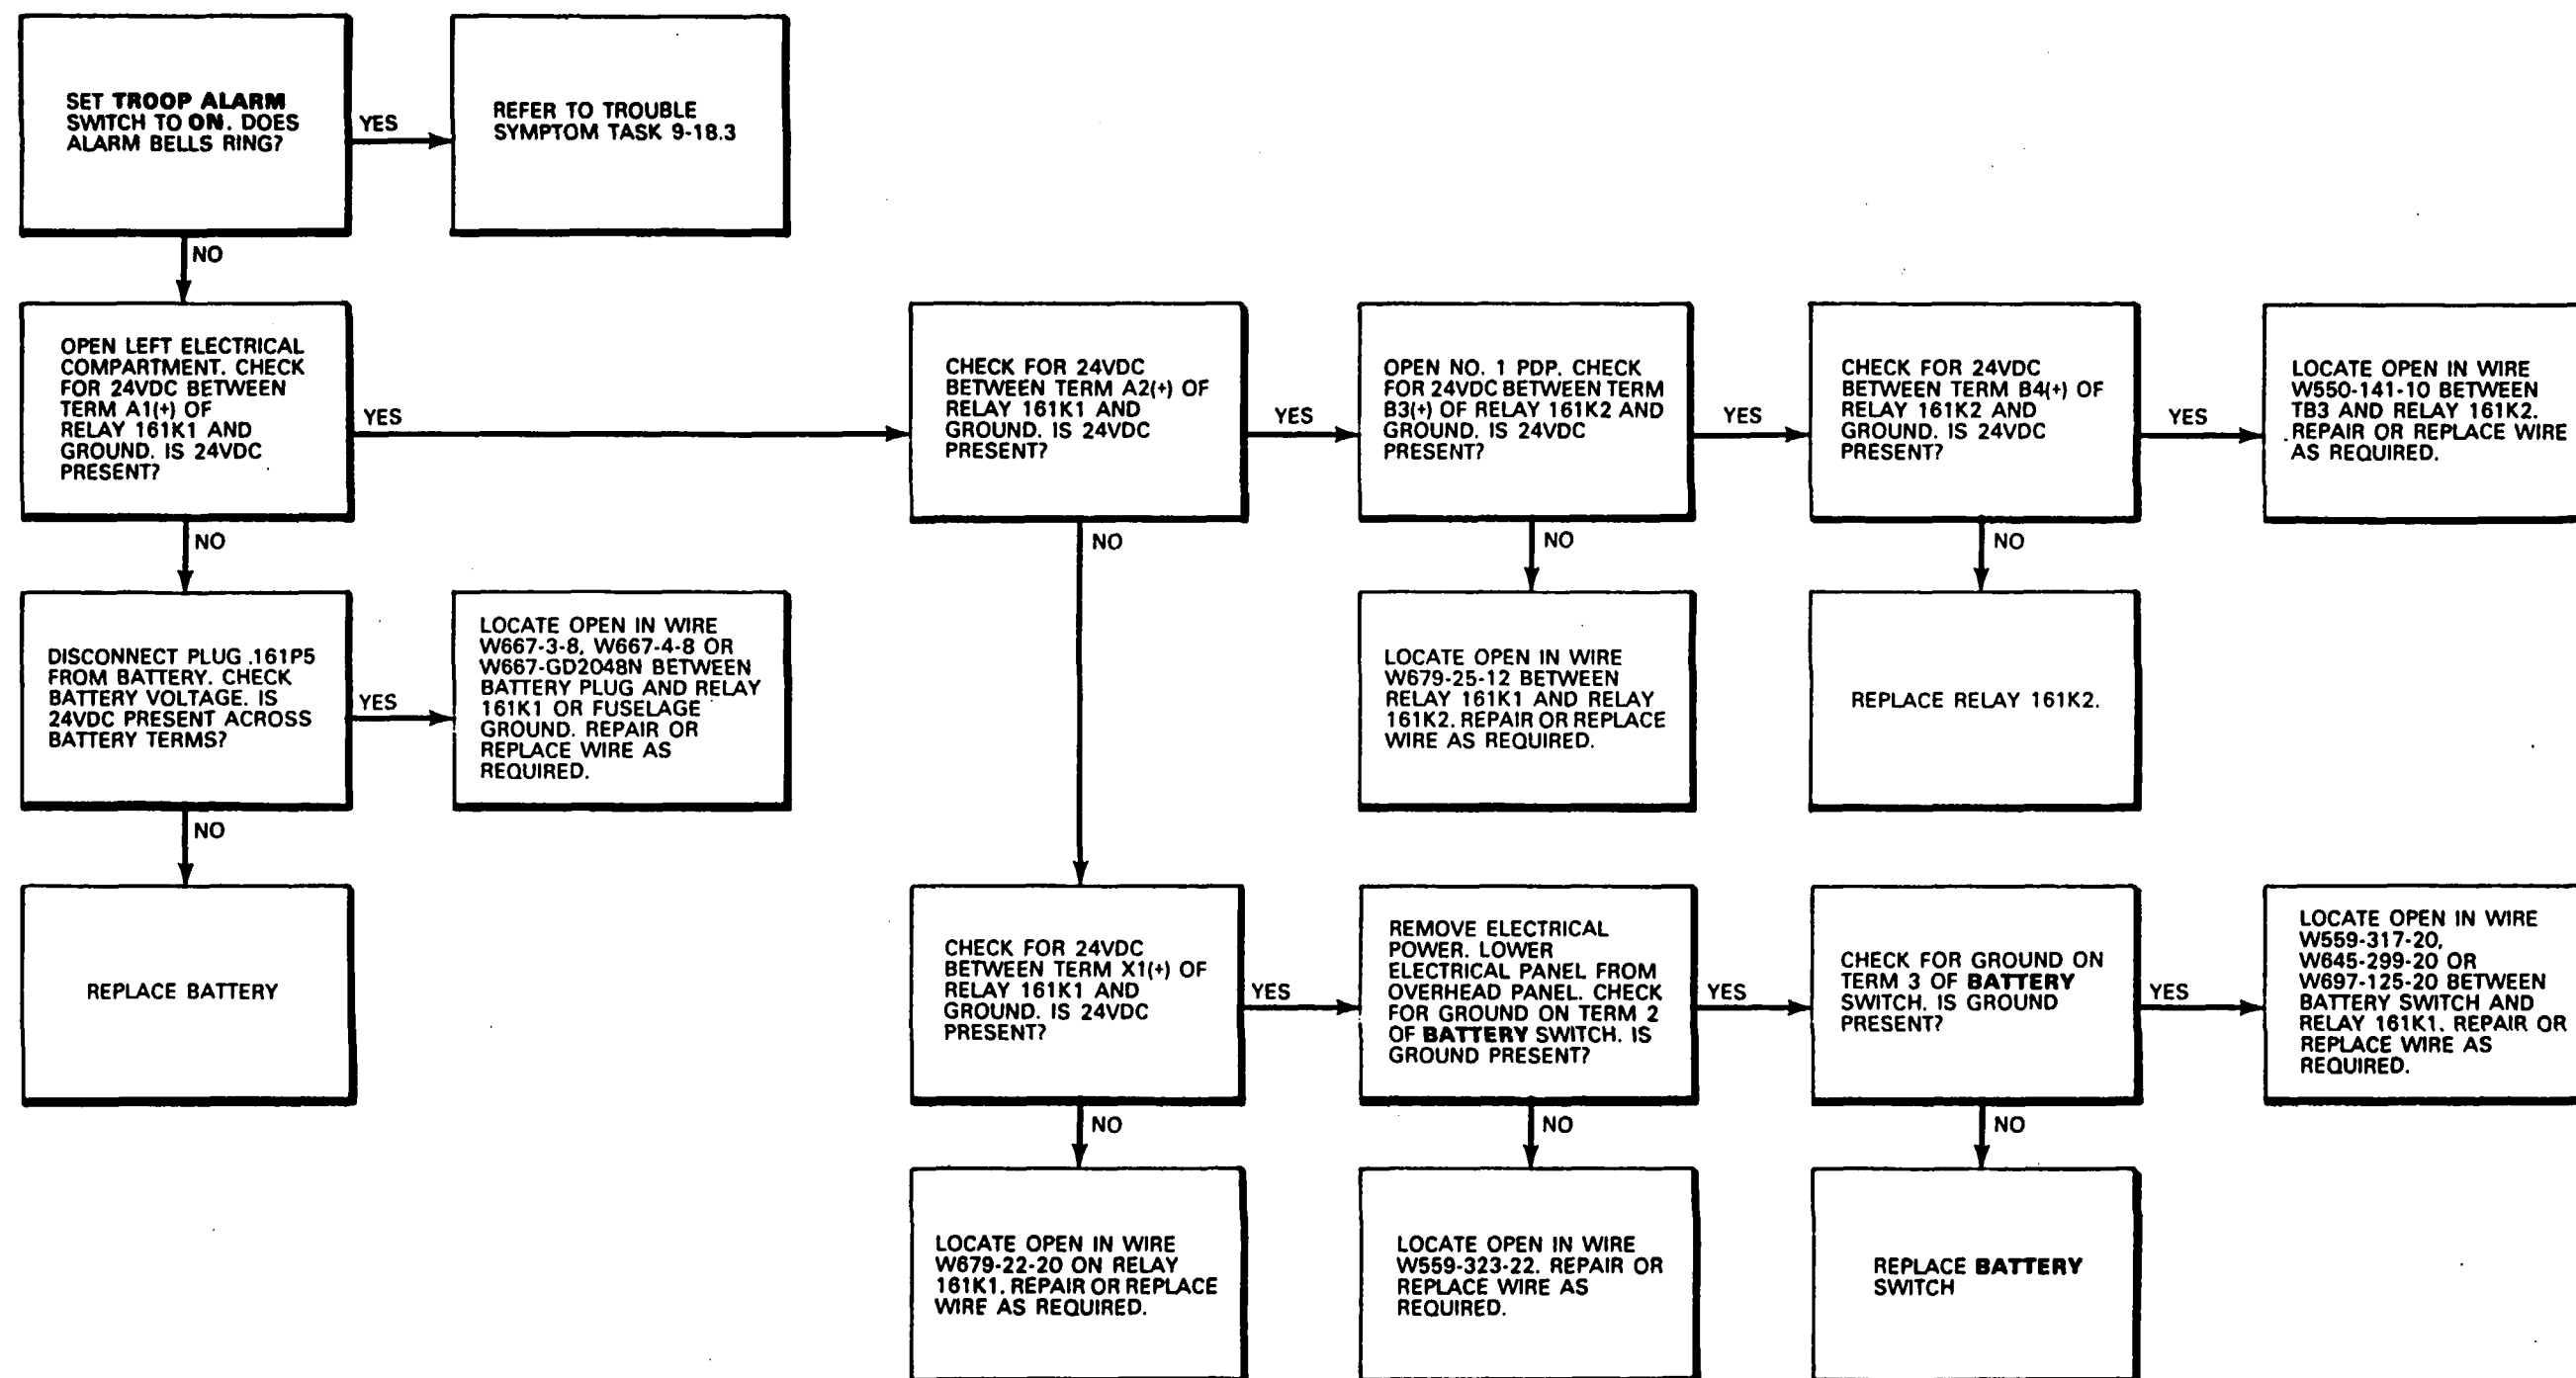 SET TROOP ALARM
SWITCH TO ON. DOES
ALARM BELLS RING?
YES
REFER TO TROUBLE
SYMPTOM TASK 9-18.3
NO
OPEN LEFT ELECTRICAL
COMPARTMENT. CHECK
FOR 24VDC BETWEEN
TERM A1(+) OF
RELAY 161K1 AND
GROUND. IS 24VDC
PRESENT?
YES
CHECK FOR 24VDC
BETWEEN TERM A2(+) OF
RELAY 161K1 AND
GROUND. IS 24VDC
PRESENT?
YES
OPEN NO. 1 PDP. CHECK
FOR 24VDC BETWEEN TERM
B3(+) OF RELAY 161K2 AND
GROUND. IS 24VDC
PRESENT?
YES
CHECK FOR 24VDC
BETWEEN TERM B4(+) OF
RELAY 161K2 AND
GROUND. IS 24VDC
PRESENT?
YES
LOCATE OPEN IN WIRE
W550-141-10 BETWEEN
TB3 AND RELAY 161K2.
REPAIR OR REPLACE WIRE
AS REQUIRED.
NO
NO
NO
NO
DISCONNECT PLUG 161P5
FROM BATTERY. CHECK
BATTERY VOLTAGE. IS
24VDC PRESENT ACROSS
BATTERY TERMS?
YES
LOCATE OPEN IN WIRE
W667-3-8, W667-4-8 OR
W667-GD2048N BETWEEN
BATTERY PLUG AND RELAY
161K1 OR FUSELAGE
GROUND. REPAIR OR
REPLACE WIRE AS
REQUIRED.
LOCATE OPEN IN WIRE
W679-25-12 BETWEEN
RELAY 161K1 AND RELAY
161K2. REPAIR OR REPLACE
WIRE AS REQUIRED.
REPLACE RELAY 161K2.
NO
REPLACE BATTERY
CHECK FOR 24VDC
BETWEEN TERM X1(+) OF
RELAY 161K1 AND
GROUND. IS 24VDC
PRESENT?
YES
REMOVE ELECTRICAL
POWER. LOWER
ELECTRICAL PANEL FROM
OVERHEAD PANEL. CHECK
FOR GROUND ON TERM 2
OF BATTERY SWITCH. IS
GROUND PRESENT?
YES
CHECK FOR GROUND ON
TERM 3 OF BATTERY
SWITCH. IS GROUND
PRESENT?
YES
LOCATE OPEN IN WIRE
W559-317-20,
W645-299-20 OR
W697-125-20 BETWEEN
BATTERY SWITCH AND
RELAY 161K1. REPAIR OR
REPLACE WIRE AS
REQUIRED.
NO
NO
NO
LOCATE OPEN IN WIRE
W679-22-20 ON RELAY
161K1. REPAIR OR REPLACE
WIRE AS REQUIRED.
LOCATE OPEN IN WIRE
W559-323-22. REPAIR OR
REPLACE WIRE AS
REQUIRED.
REPLACE BATTERY
SWITCH